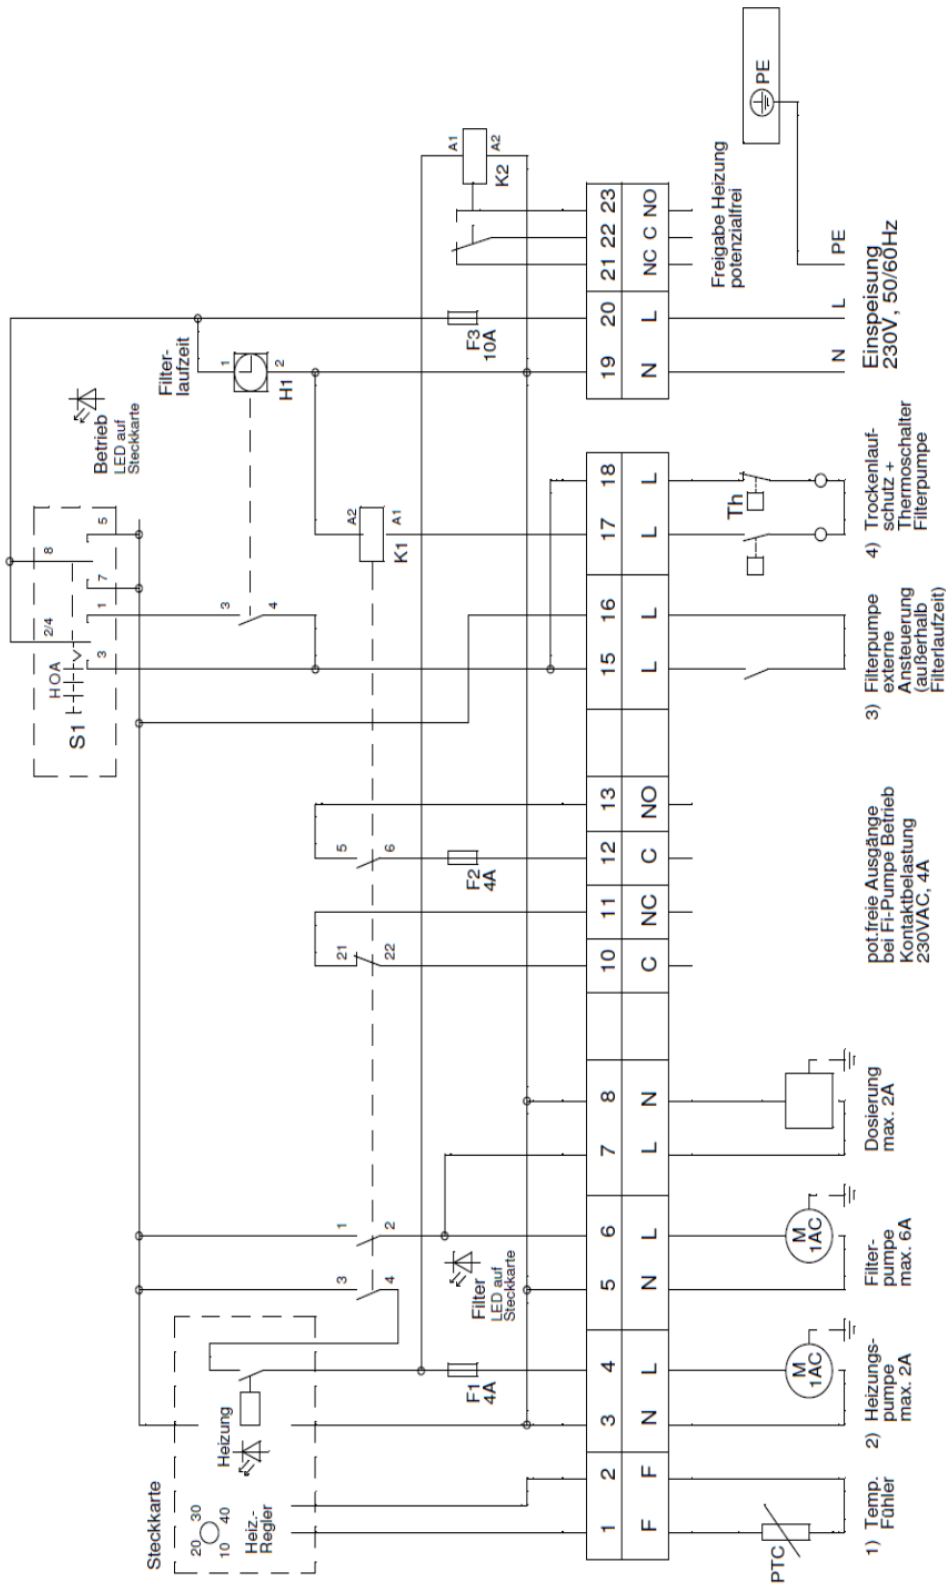 Steckkarte
20 30
10 40
Heiz.-
Regler
Heizung
S1
H O A
2/4
8
3
1
7
5
Betrieb
LED auf
Steckkarte
Filter-
laufzeit
1
2
H1
3
4
A2
A1
K1
3
4
1
2
21
22
5
6
A1
A2
K2
F1
4A
Filter
LED auf
Steckkarte
F2
4A
F3
10A
1 2 3 4 5 6 7 8 10 11 12 13 15 16 17 18 19 20 21 22 23
F F N L N L L N C NC C NO L L L L N L NC C NO
PTC
M
1AC
M
1AC
Th
Freigabe Heizung
potenzialfrei
PE
N
L
PE
1) Temp.
Fühler
2) Heizungs-
pumpe
max. 2A
Filter-
pumpe
max. 6A
Dosierung
max. 2A
pot.freie Ausgänge
bei Fi-Pumpe Betrieb
Kontaktbelastung
230VAC, 4A
3) Filterpumpe
externe
Ansteuerung
(außerhalb
Filterlaufzeit)
4) Trockenlauf-
schutz +
Thermoschalter
Filterpumpe
Einspeisung
230V, 50/60Hz